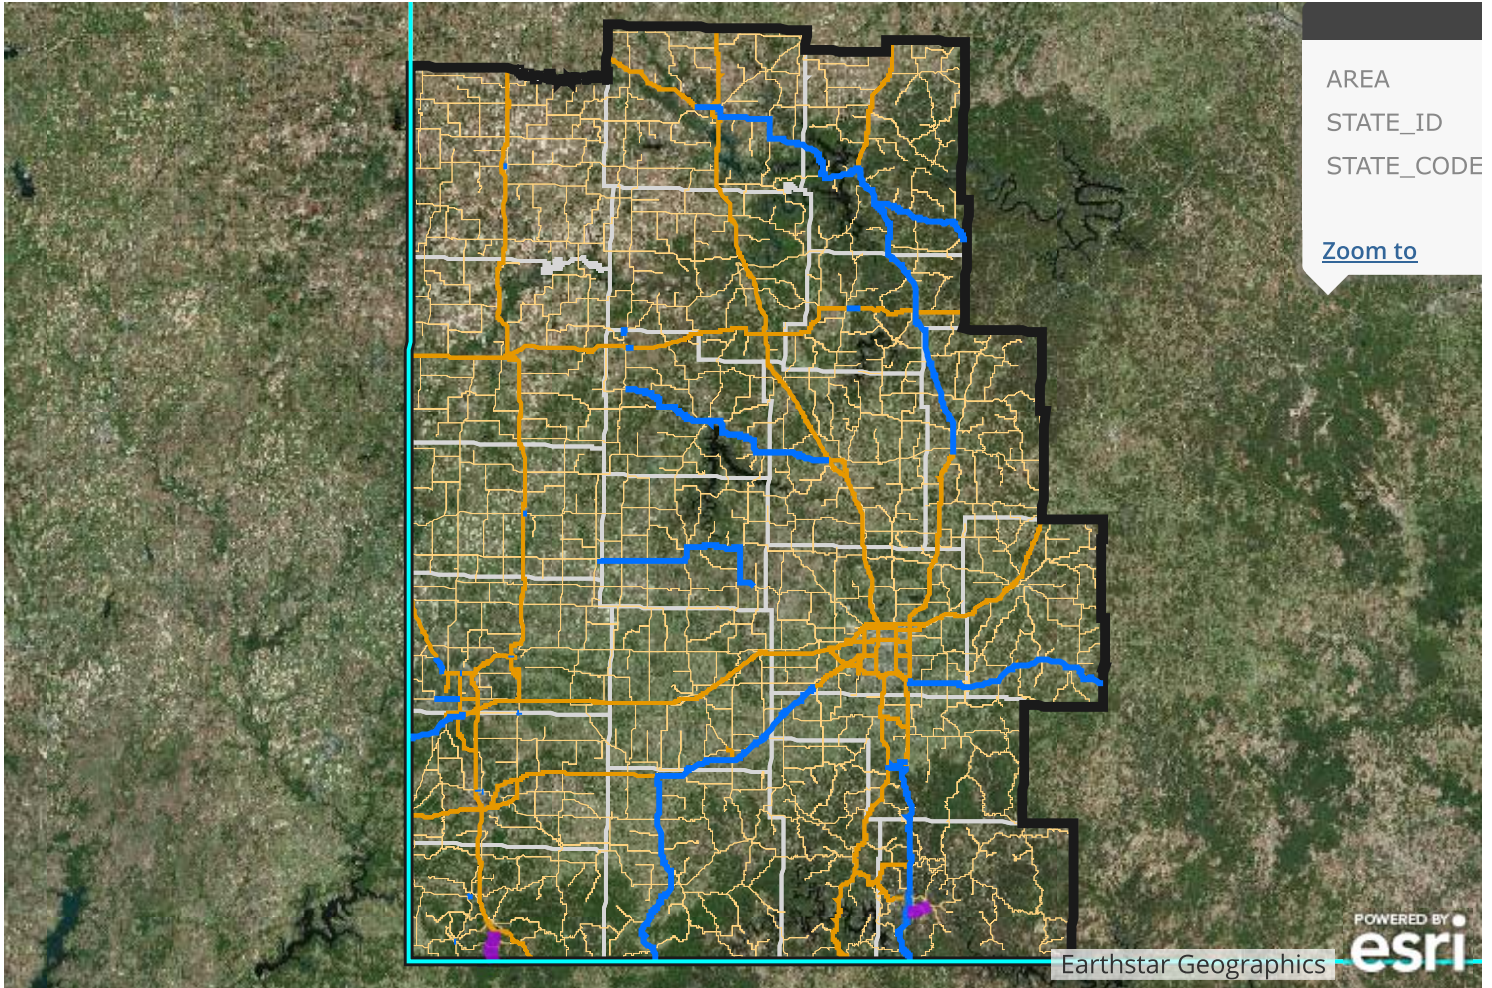 AREA
STATE_ID
STATE_CODE
Zoom to
POWERED BY
esri
Earthstar Geographics